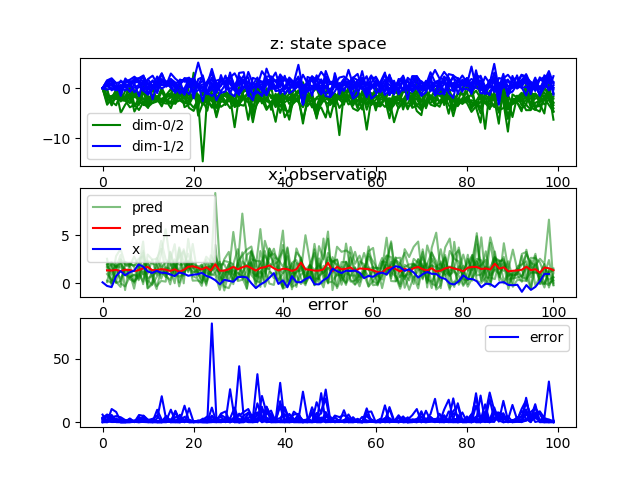 z: state space
0
−10
dim-0/2
dim-1/2
0 20 40 60 80 100
x: observation
5
0
pred
pred_mean
x
0 20 40 60 80 100
error
50
0
error
0 20 40 60 80 100